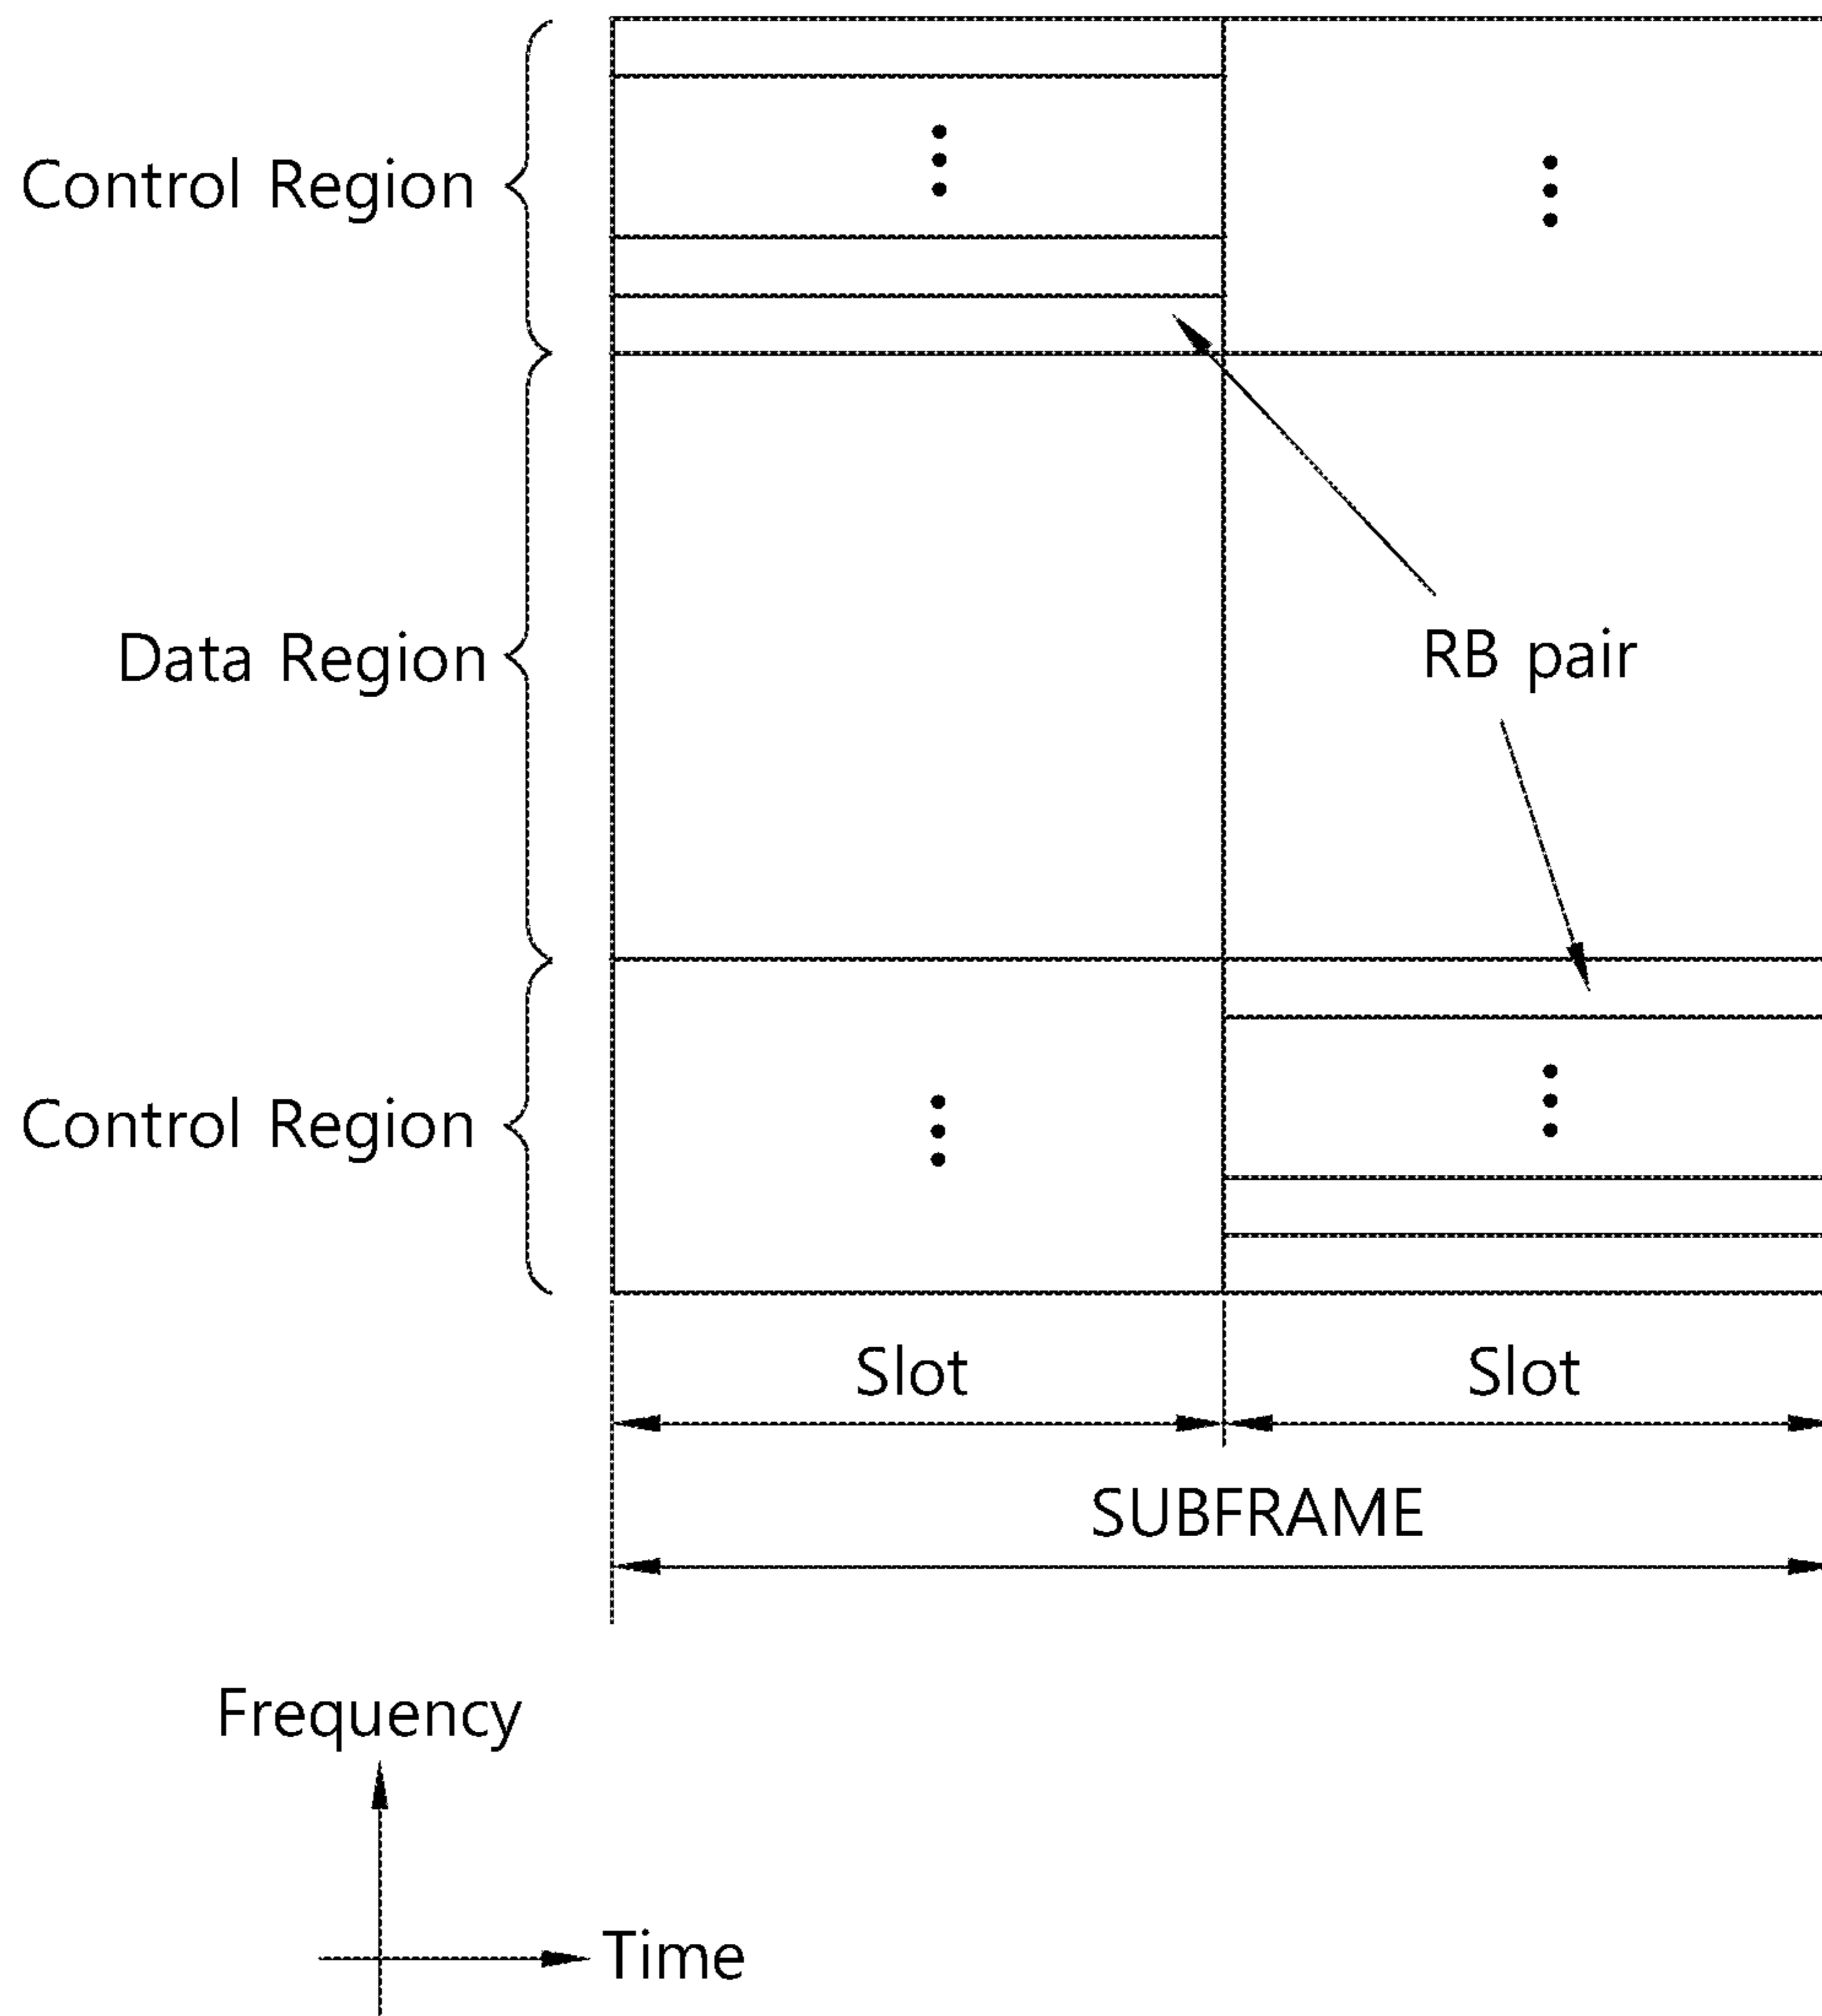 Control Region
Data Region
RB pair
Control Region
Slot
Slot
SUBFRAME
Frequency
Time